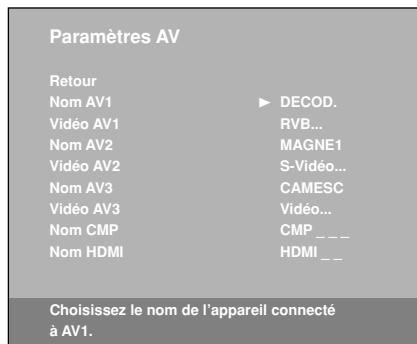 Paramètres AV
Retour
Nom AV1 ► DECOD.
Vidéo AV1 RVB...
Nom AV2 MAGNE1
Vidéo AV2 S-Vidéo...
Nom AV3 CAMESC
Vidéo AV3 Vidéo...
Nom CMP CMP _ _ _
Nom HDMI HDMI _ _
Choisissez le nom de l'appareil connecté
à AV1.